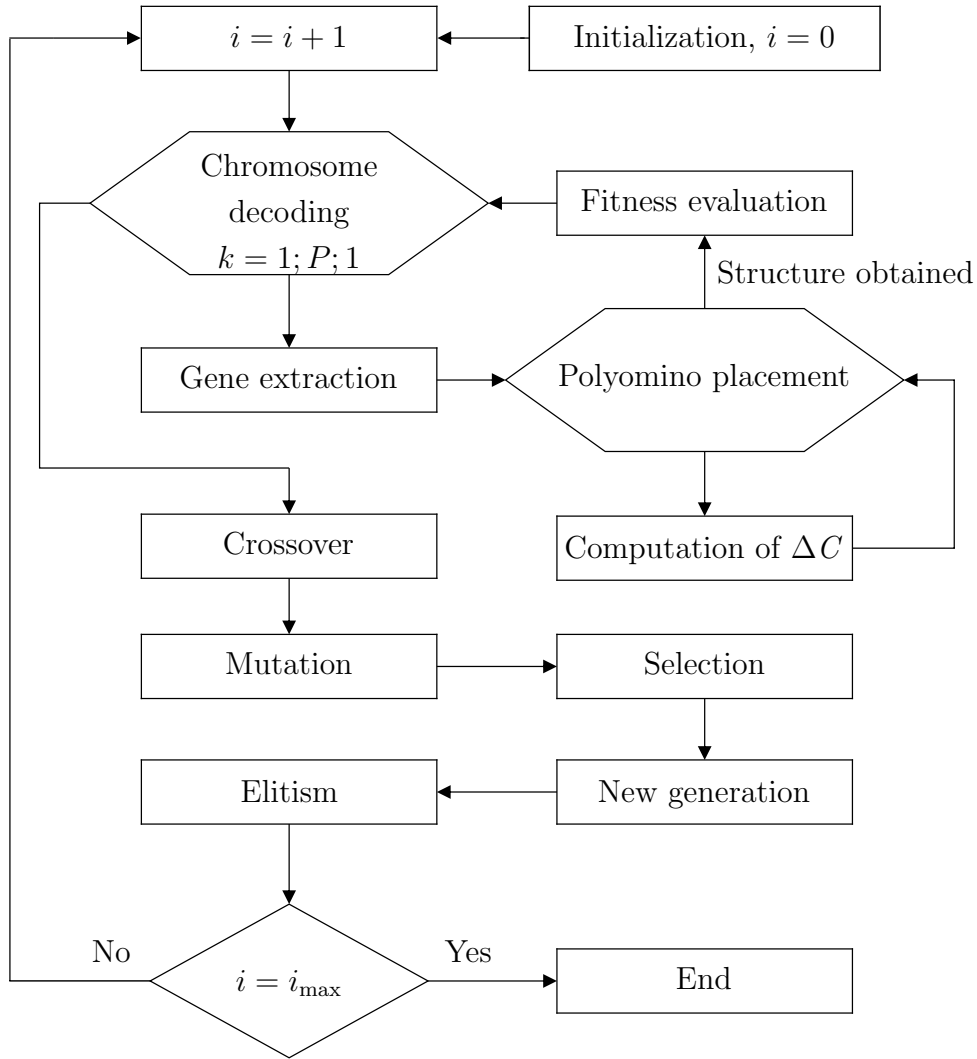 i = i + 1
Initialization, i = 0
Chromosome
decoding
k = 1; P; 1
Fitness evaluation
Structure obtained
Gene extraction
Polyomino placement
Crossover
Computation of ΔC
Mutation
Selection
Elitism
New generation
No
Yes
i = i_max
End